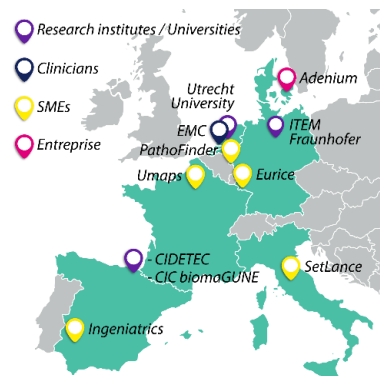 Research institutes / Universities
Clinicians
SMEs
Entreprise
Utrecht
University
Adenium
EMC
ITEM
Fraunhofer
PathoFinder
Umaps
Eurice
- CIDETEC
- CIC biomaGUNE
SetLance
Ingeniatrics